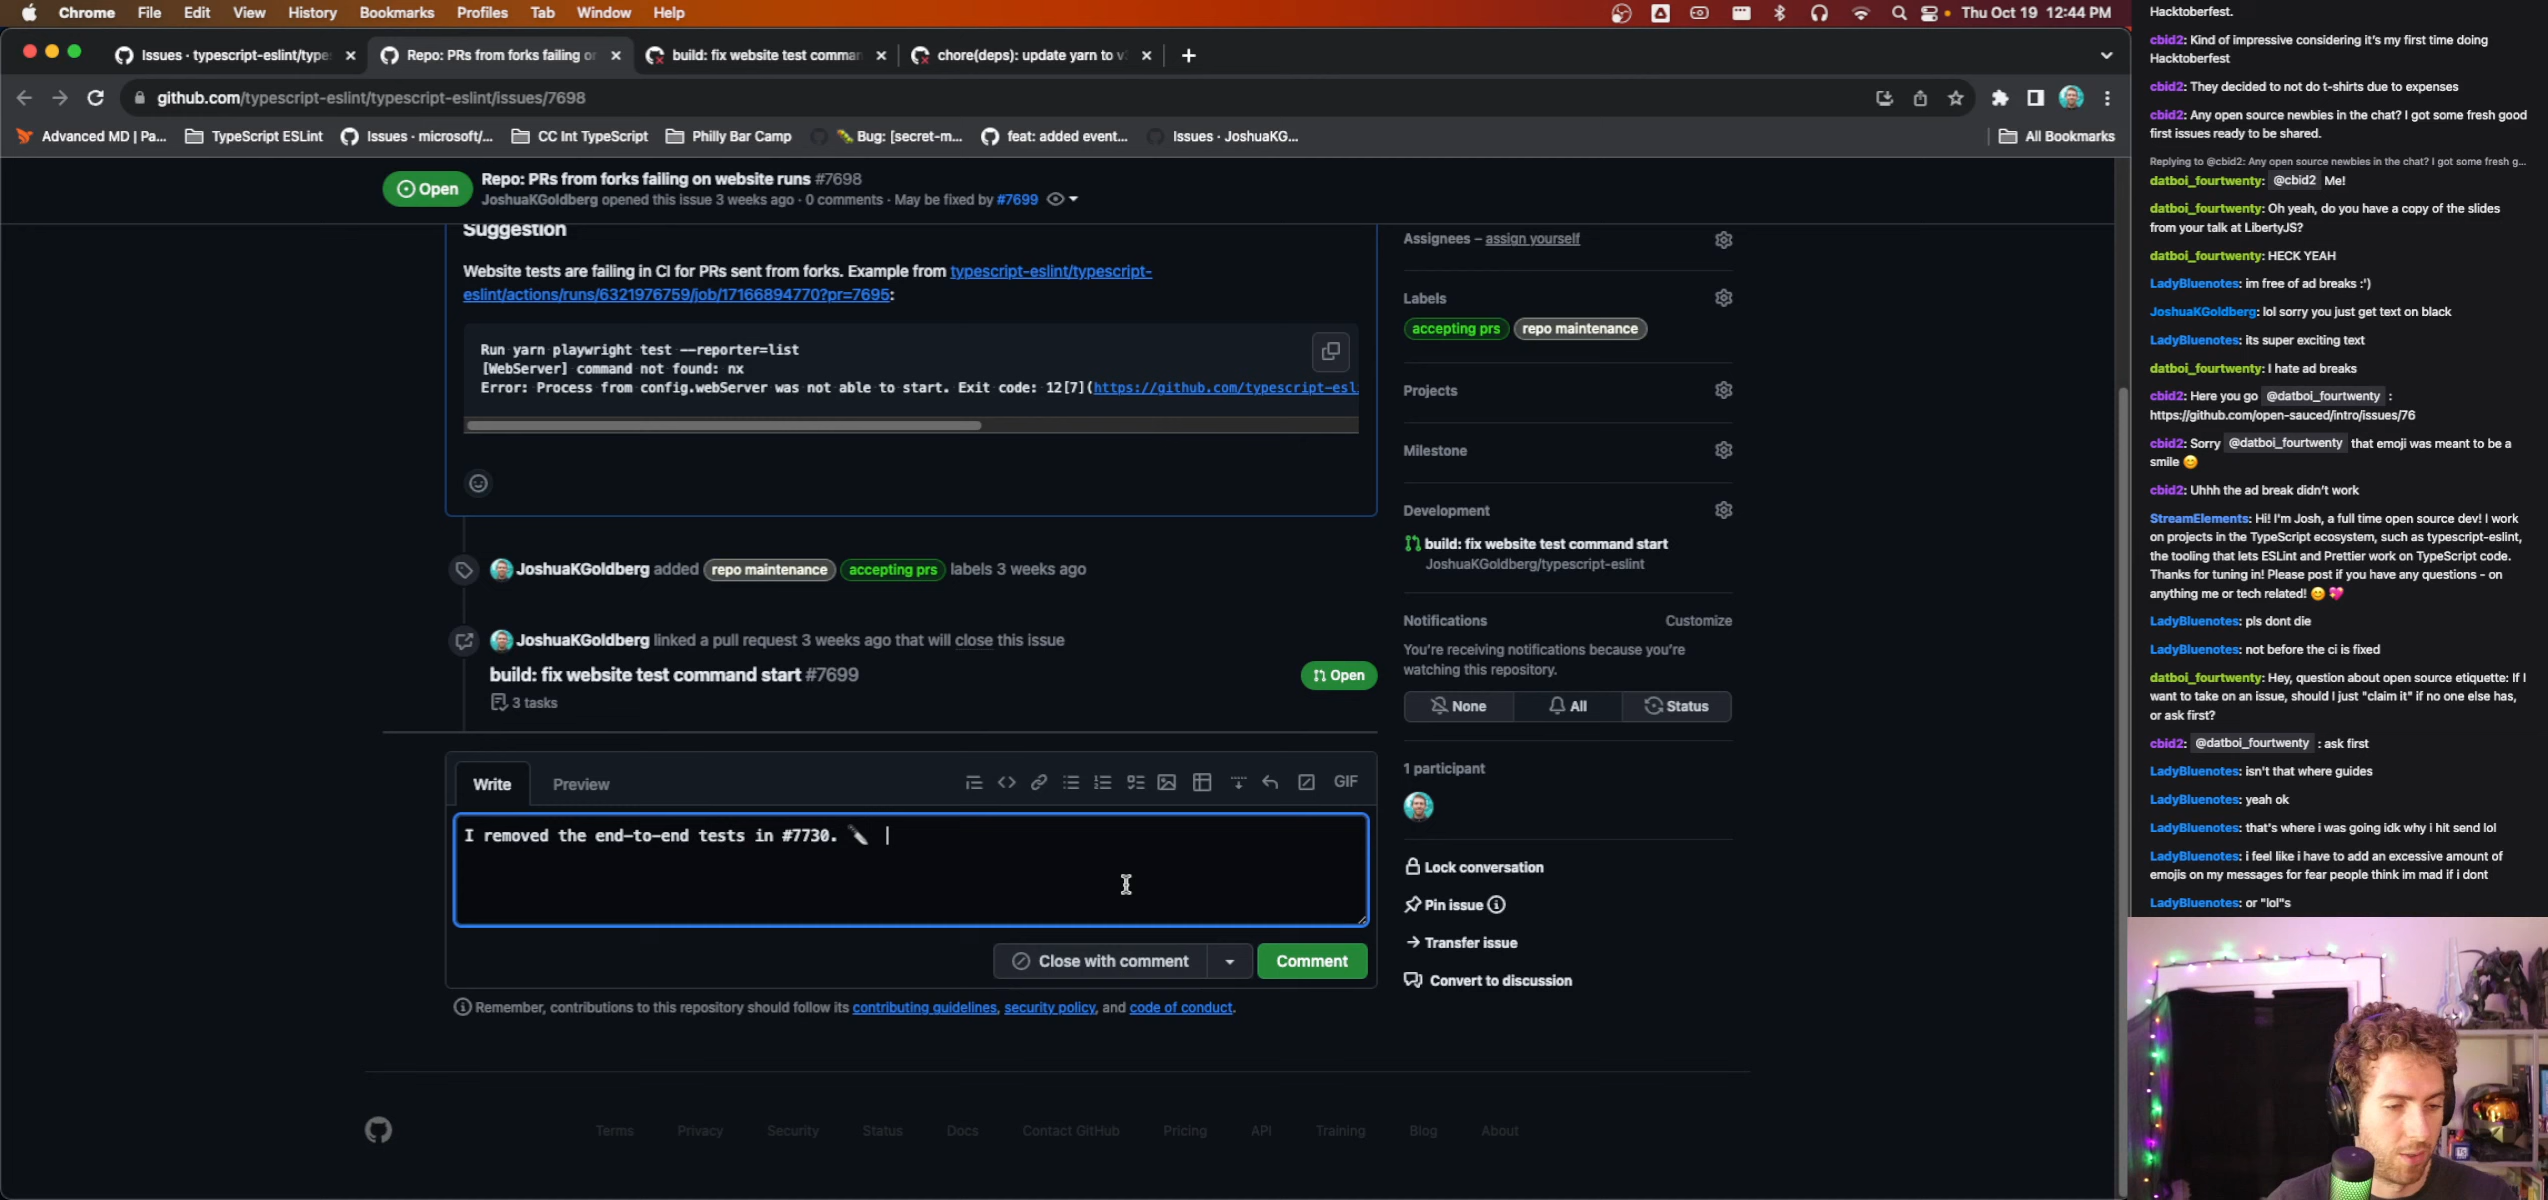 Chrome File Edit View History Bookmarks Profiles Tab Window Help
Thu Oct 19 12:44 PM
Issues · typescript-eslint/type
Repo: PRs from forks failing or
build: fix website test comman
chore(deps): update yarn to v
github.com/typescript-eslint/typescript-eslint/issues/7698
Advanced MD | Pa...
TypeScript ESLint
Issues · microsoft/...
CC Int TypeScript
Philly Bar Camp
Bug: [secret-m...
feat: added event...
Issues · JoshuaKG...
All Bookmarks
Open
Repo: PRs from forks failing on website runs #7698
JoshuaKGoldberg opened this issue 3 weeks ago · 0 comments · May be fixed by #7699
Suggestion
Website tests are failing in CI for PRs sent from forks. Example from typescript-eslint/typescript-
eslint/actions/runs/6321976759/job/17166894770?pr=7695:
Run yarn playwright test --reporter=list
[WebServer] command not found: nx
Error: Process from config.webServer was not able to start. Exit code: 12[7](https://github.com/typescript-esl
JoshuaKGoldberg added repo maintenance accepting prs labels 3 weeks ago
JoshuaKGoldberg linked a pull request 3 weeks ago that will close this issue
build: fix website test command start #7699
Open
3 tasks
Write Preview
GIF
I removed the end-to-end tests in #7730. 🔪
Close with comment
Comment
Remember, contributions to this repository should follow its contributing guidelines, security policy, and code of conduct.
Assignees – assign yourself
Labels
accepting prs repo maintenance
Projects
Milestone
Development
build: fix website test command start
JoshuaKGoldberg/typescript-eslint
Notifications Customize
You're receiving notifications because you're
watching this repository.
None All Status
1 participant
Lock conversation
Pin issue
Transfer issue
Convert to discussion
Terms Privacy Security Status Docs Contact GitHub Pricing API Training Blog About
Hacktoberfest.
cbid2: Kind of impressive considering it's my first time doing
Hacktoberfest
cbid2: They decided to not do t-shirts due to expenses
cbid2: Any open source newbies in the chat? I got some fresh good
first issues ready to be shared.
Replying to @cbid2: Any open source newbies in the chat? I got some fresh g...
datboi_fourtwenty: @cbid2 Me!
datboi_fourtwenty: Oh yeah, do you have a copy of the slides
from your talk at LibertyJS?
datboi_fourtwenty: HECK YEAH
LadyBluenotes: im free of ad breaks :')
JoshuaKGoldberg: lol sorry you just get text on black
LadyBluenotes: its super exciting text
datboi_fourtwenty: I hate ad breaks
cbid2: Here you go @datboi_fourtwenty :
https://github.com/open-sauced/intro/issues/76
cbid2: Sorry @datboi_fourtwenty that emoji was meant to be a
smile 😊
cbid2: Uhhh the ad break didn't work
StreamElements: Hi! I'm Josh, a full time open source dev! I work
on projects in the TypeScript ecosystem, such as typescript-eslint,
the tooling that lets ESLint and Prettier work on TypeScript code.
Thanks for tuning in! Please post if you have any questions - on
anything me or tech related! 😊 💖
LadyBluenotes: pls dont die
LadyBluenotes: not before the ci is fixed
datboi_fourtwenty: Hey, question about open source etiquette: If I
want to take on an issue, should I just "claim it" if no one else has,
or ask first?
cbid2: @datboi_fourtwenty : ask first
LadyBluenotes: isn't that where guides
LadyBluenotes: yeah ok
LadyBluenotes: that's where i was going idk why i hit send lol
LadyBluenotes: i feel like i have to add an excessive amount of
emojis on my messages for fear people think im mad if i dont
LadyBluenotes: or "lol"s